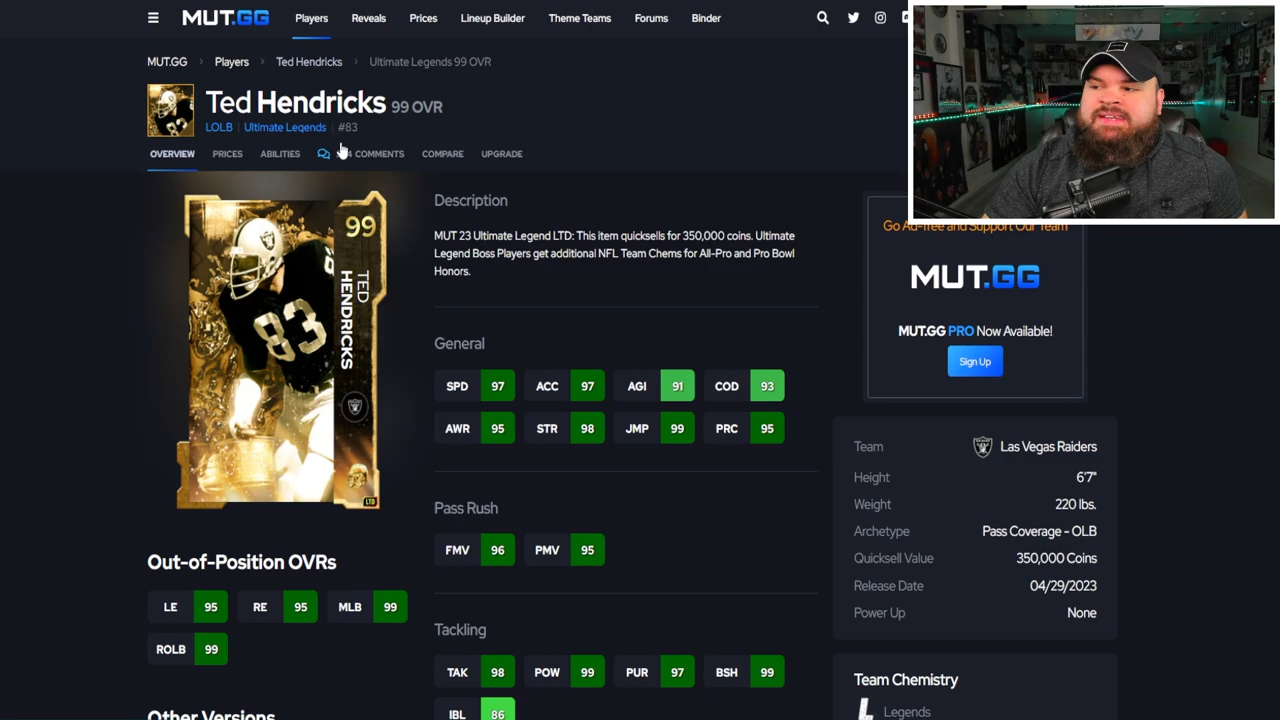 MUT.GG
Players
Reveals
Prices
Lineup Builder
Theme Teams
Forums
Binder
MUT.GG > Players > Ted Hendricks > Ultimate Legends 99 OVR
Ted Hendricks 99 OVR
LOLB | Ultimate Legends | #83
OVERVIEW
PRICES
ABILITIES
COMMENTS
COMPARE
UPGRADE
99
TED
HENDRICKS
83
LTD
Description
MUT 23 Ultimate Legend LTD: This item quicksells for 350,000 coins. Ultimate
Legend Boss Players get additional NFL Team Chems for All-Pro and Pro Bowl
Honors.
General
SPD 97 ACC 97 AGI 91 COD 93
AWR 95 STR 98 JMP 99 PRC 95
Pass Rush
FMV 96 PMV 95
Tackling
TAK 98 POW 99 PUR 97 BSH 99
IBL 86
Out-of-Position OVRs
LE 95 RE 95 MLB 99
ROLB 99
Other Versions
Go Ad-free and Support Our Team
MUT.GG
MUT.GG PRO Now Available!
Sign Up
Team Las Vegas Raiders
Height 6'7"
Weight 220 lbs.
Archetype Pass Coverage - OLB
Quicksell Value 350,000 Coins
Release Date 04/29/2023
Power Up None
Team Chemistry
Legends
99